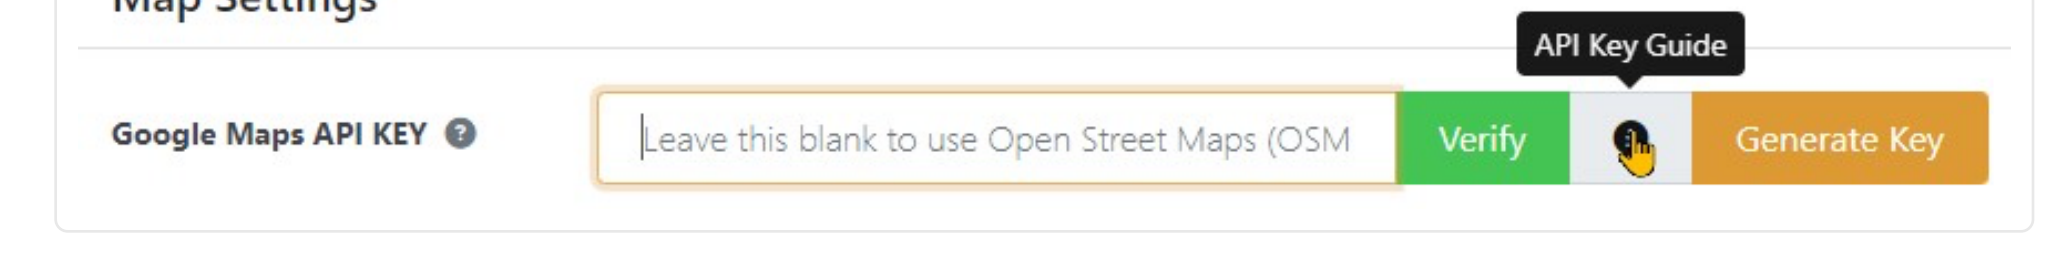 Map Settings
API Key Guide
Google Maps API KEY ?
Leave this blank to use Open Street Maps (OSM
Verify
Generate Key